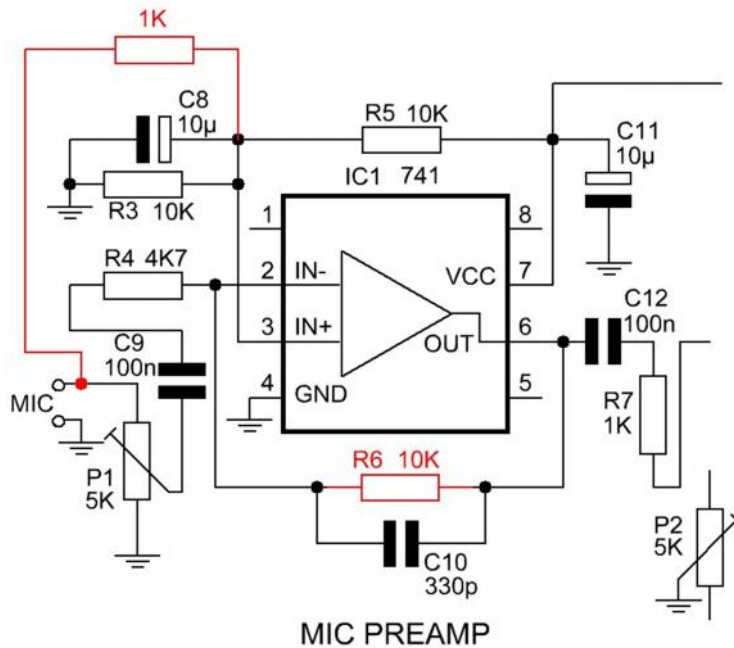 1K
C8
10µ
R5 10K
C11
10µ
IC1 741
R3 10K
1
8
R4 4K7
2
IN-
VCC
7
C12
100n
3
IN+
OUT
6
C9
100n
4
GND
5
MIC
R7
1K
P1
5K
R6 10K
P2
5K
C10
330p
MIC PREAMP